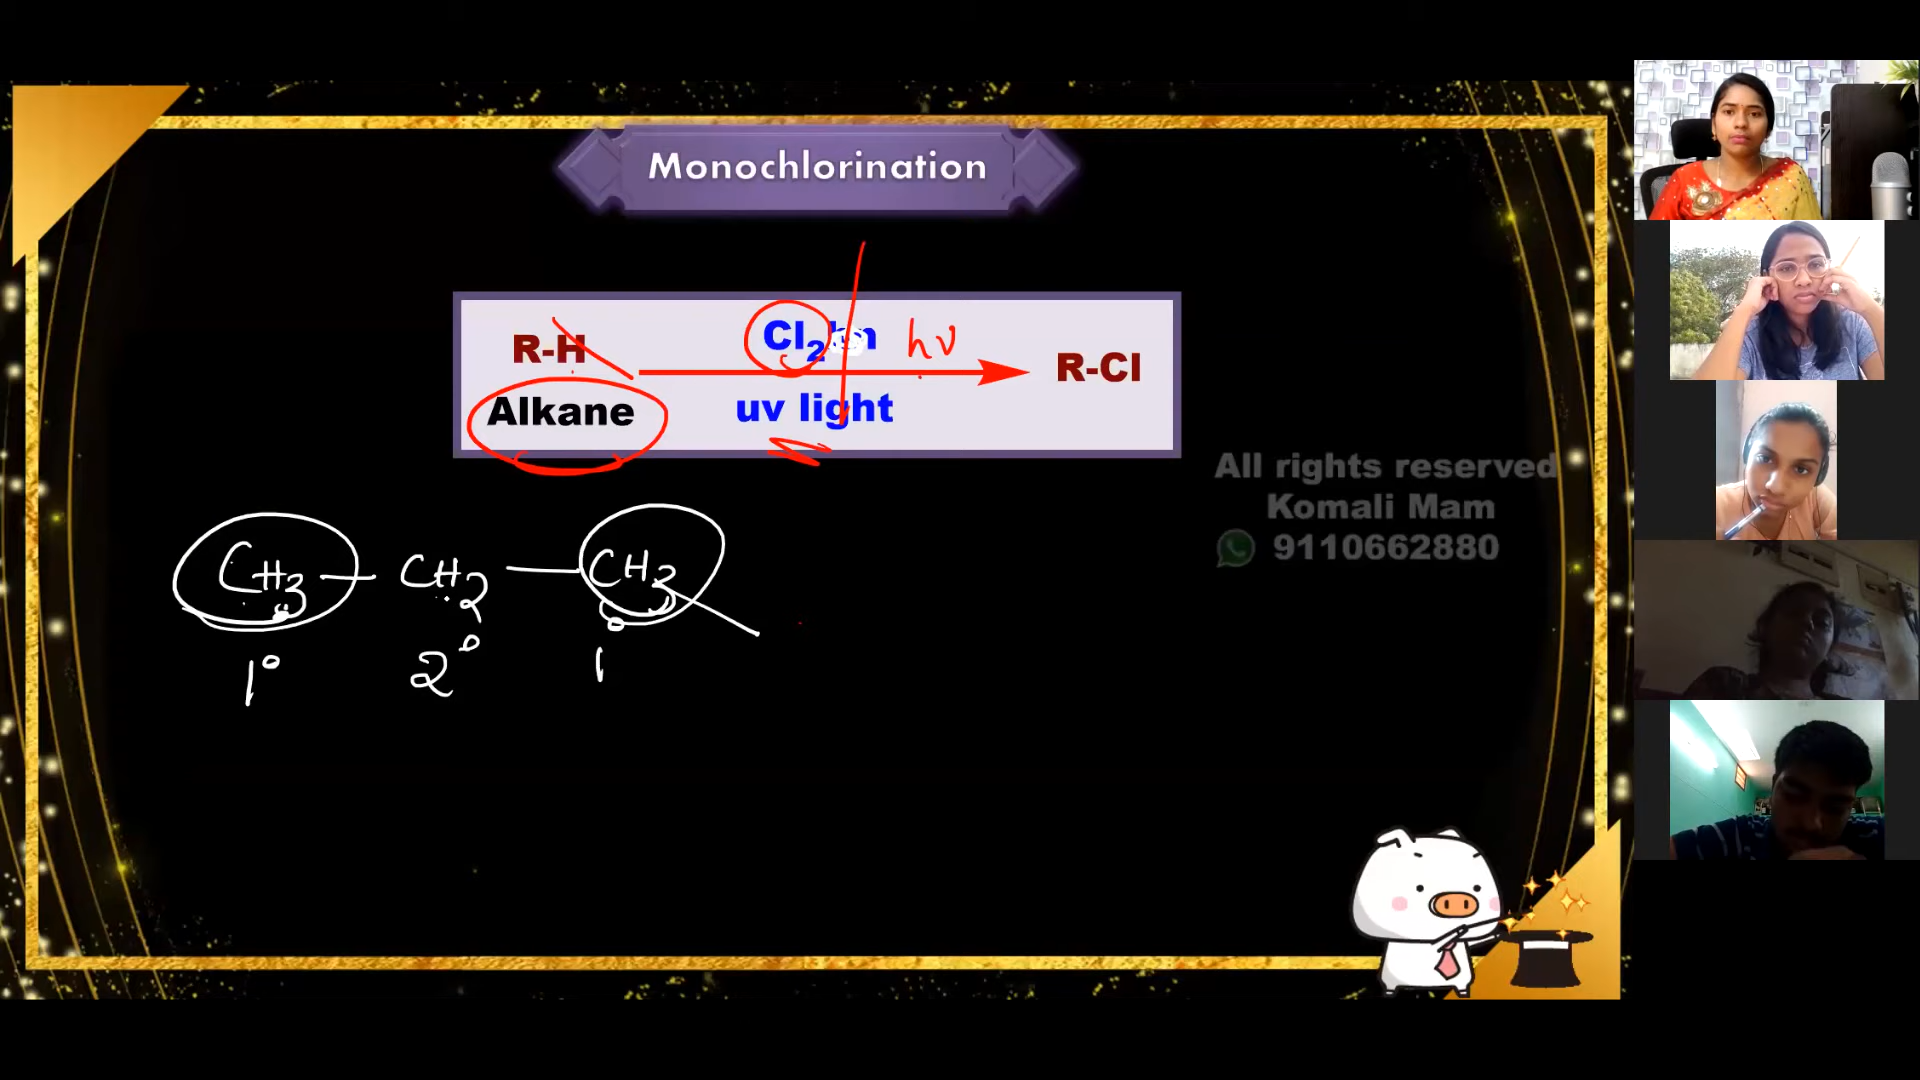 Monochlorination
R-H Cl2 hν R-Cl
Alkane uv light
All rights reserved
Komali Mam
9110662880
CH3 — CH2 — CH3
1° 2° 1